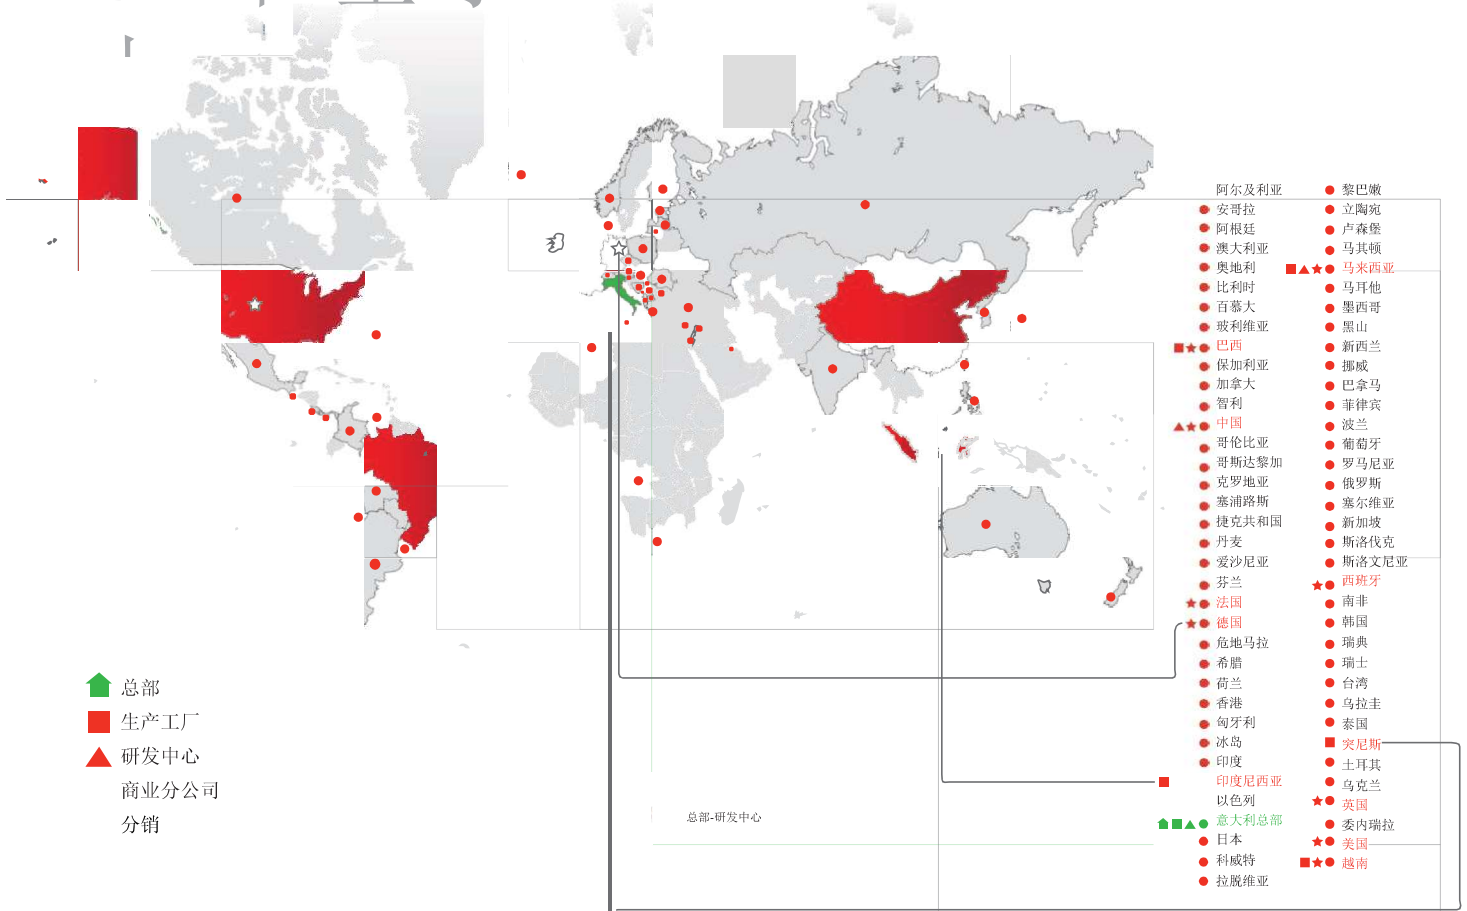 阿尔及利亚
安哥拉
阿根廷
澳大利亚
奥地利
比利时
百慕大
玻利维亚
巴西
保加利亚
加拿大
智利
中国
哥伦比亚
哥斯达黎加
克罗地亚
塞浦路斯
捷克共和国
丹麦
爱沙尼亚
芬兰
法国
德国
危地马拉
希腊
荷兰
香港
匈牙利
冰岛
印度
印度尼西亚
以色列
意大利总部
日本
科威特
拉脱维亚
黎巴嫩
立陶宛
卢森堡
马其顿
马米西亚
马耳他
墨西哥
黑山
新西兰
挪威
巴拿马
菲律宾
波兰
葡萄牙
罗马尼亚
俄罗斯
塞尔维亚
新加坡
斯洛伐克
斯洛文尼亚
西班牙
南非
韩国
瑞典
瑞士
台湾
乌拉圭
泰国
突尼斯
土耳其
乌克兰
英国
委内瑞拉
美国
越南
总部
生产工厂
研发中心
商业分公司
分销
总部-研发中心